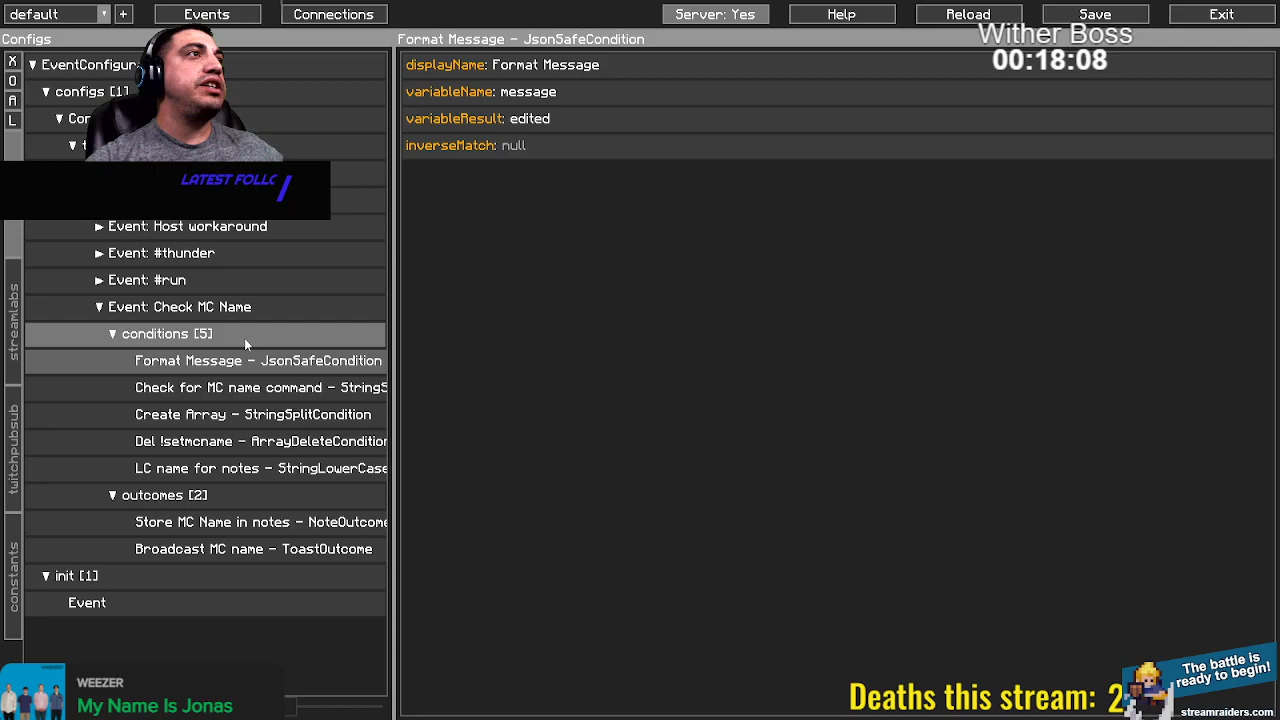 default
+
Events
Connections
Server: Yes
Help
Reload
Save
Exit
Configs
Format Message - JsonSafeCondition
Wither Boss
00:18:08
X
O
A
L
EventConfigur
configs [1]
displayName: Format Message
variableName: message
variableResult: edited
inverseMatch: null
LATEST FOLLO
Event: Host workaround
Event: #thunder
Event: #run
Event: Check MC Name
conditions [5]
Format Message - JsonSafeCondition
Check for MC name command - StringS
Create Array - StringSplitCondition
Del !setmcname - ArrayDeleteCondition
LC name for notes - StringLowerCase
outcomes [2]
Store MC Name in notes - NoteOutcome
Broadcast MC name - ToastOutcome
init [1]
Event
streamlabs
twitchpubsub
constants
WEEZER
My Name Is Jonas
Deaths this stream: 2
The battle is
ready to begin!
streamraiders.com